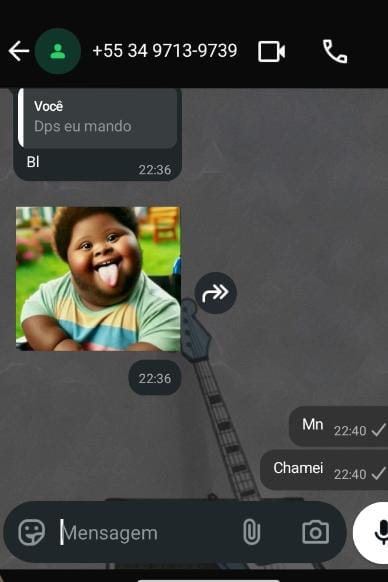 +55 34 9713-9739
Você
Dps eu mando
Bl
22:36
22:36
Mn 22:40
Chamei 22:40
Mensagem